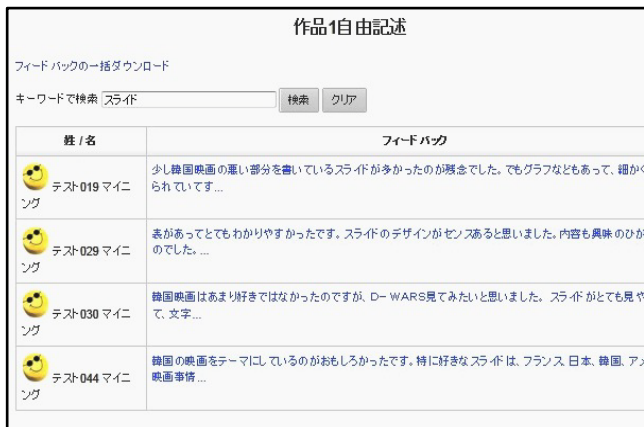 作品1自由記述
フィードバックの一括ダウンロード
キーワードで検索 スライド 検索 クリア
姓 / 名 フィードバック
テスト019 マイニング
少し韓国映画の悪い部分を書いているスライドが多かったのが残念でした。でもグラフなどもあって、細かく
られていてす...
テスト029 マイニング
表があってとてもわかりやすかったです。スライドのデザインがセンスあると思いました。内容も興味のひか
のでした。...
テスト030 マイニング
韓国映画はあまり好きではなかったのですが、D-WARS見てみたいと思いました。スライドがとても見や
て、文字...
テスト044 マイニング
韓国の映画をテーマにしているのがおもしろかったです。特に好きなスライドは、フランス、日本、韓国、アメ
映画事情...